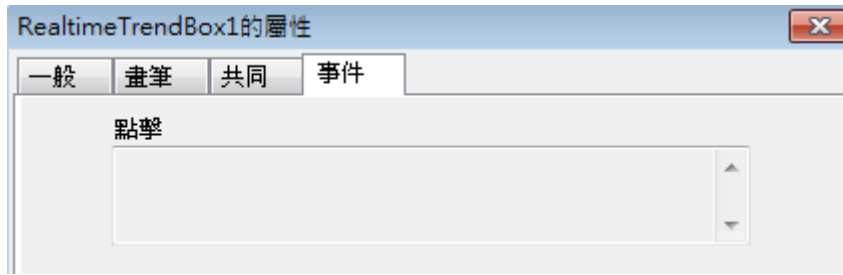 RealtimeTrendBox1的屬性
一般 畫筆 共同 事件
點擊